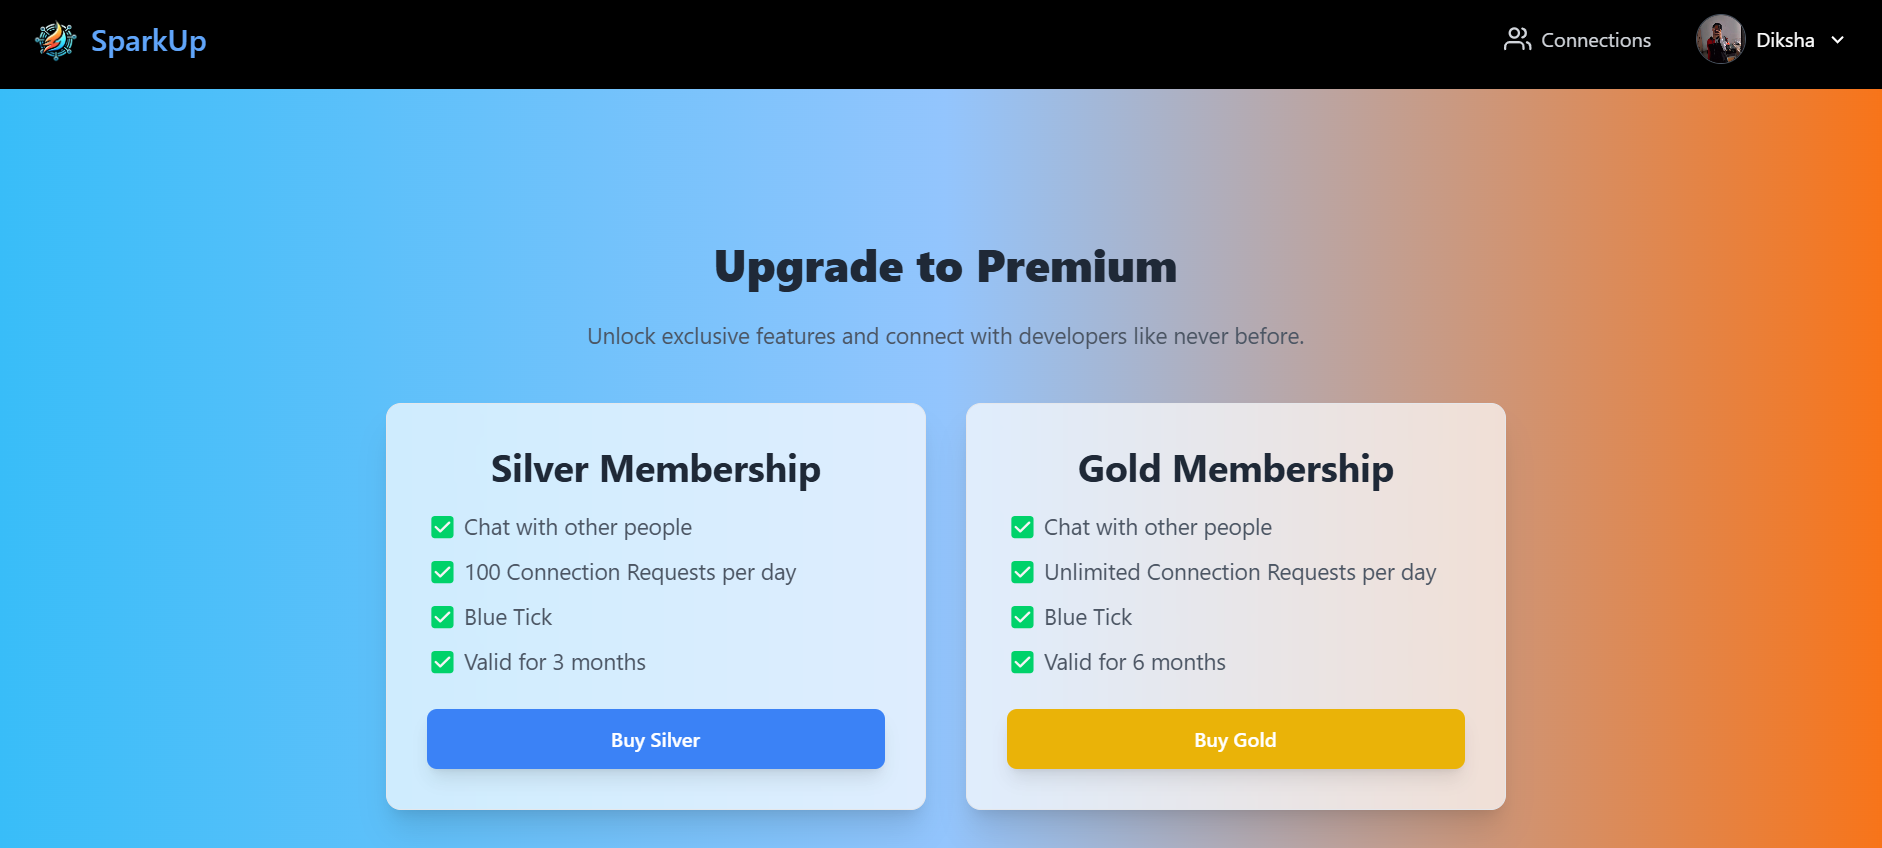 SparkUp
Connections
Diksha
Upgrade to Premium
Unlock exclusive features and connect with developers like never before.
Silver Membership
Chat with other people
100 Connection Requests per day
Blue Tick
Valid for 3 months
Buy Silver
Gold Membership
Chat with other people
Unlimited Connection Requests per day
Blue Tick
Valid for 6 months
Buy Gold